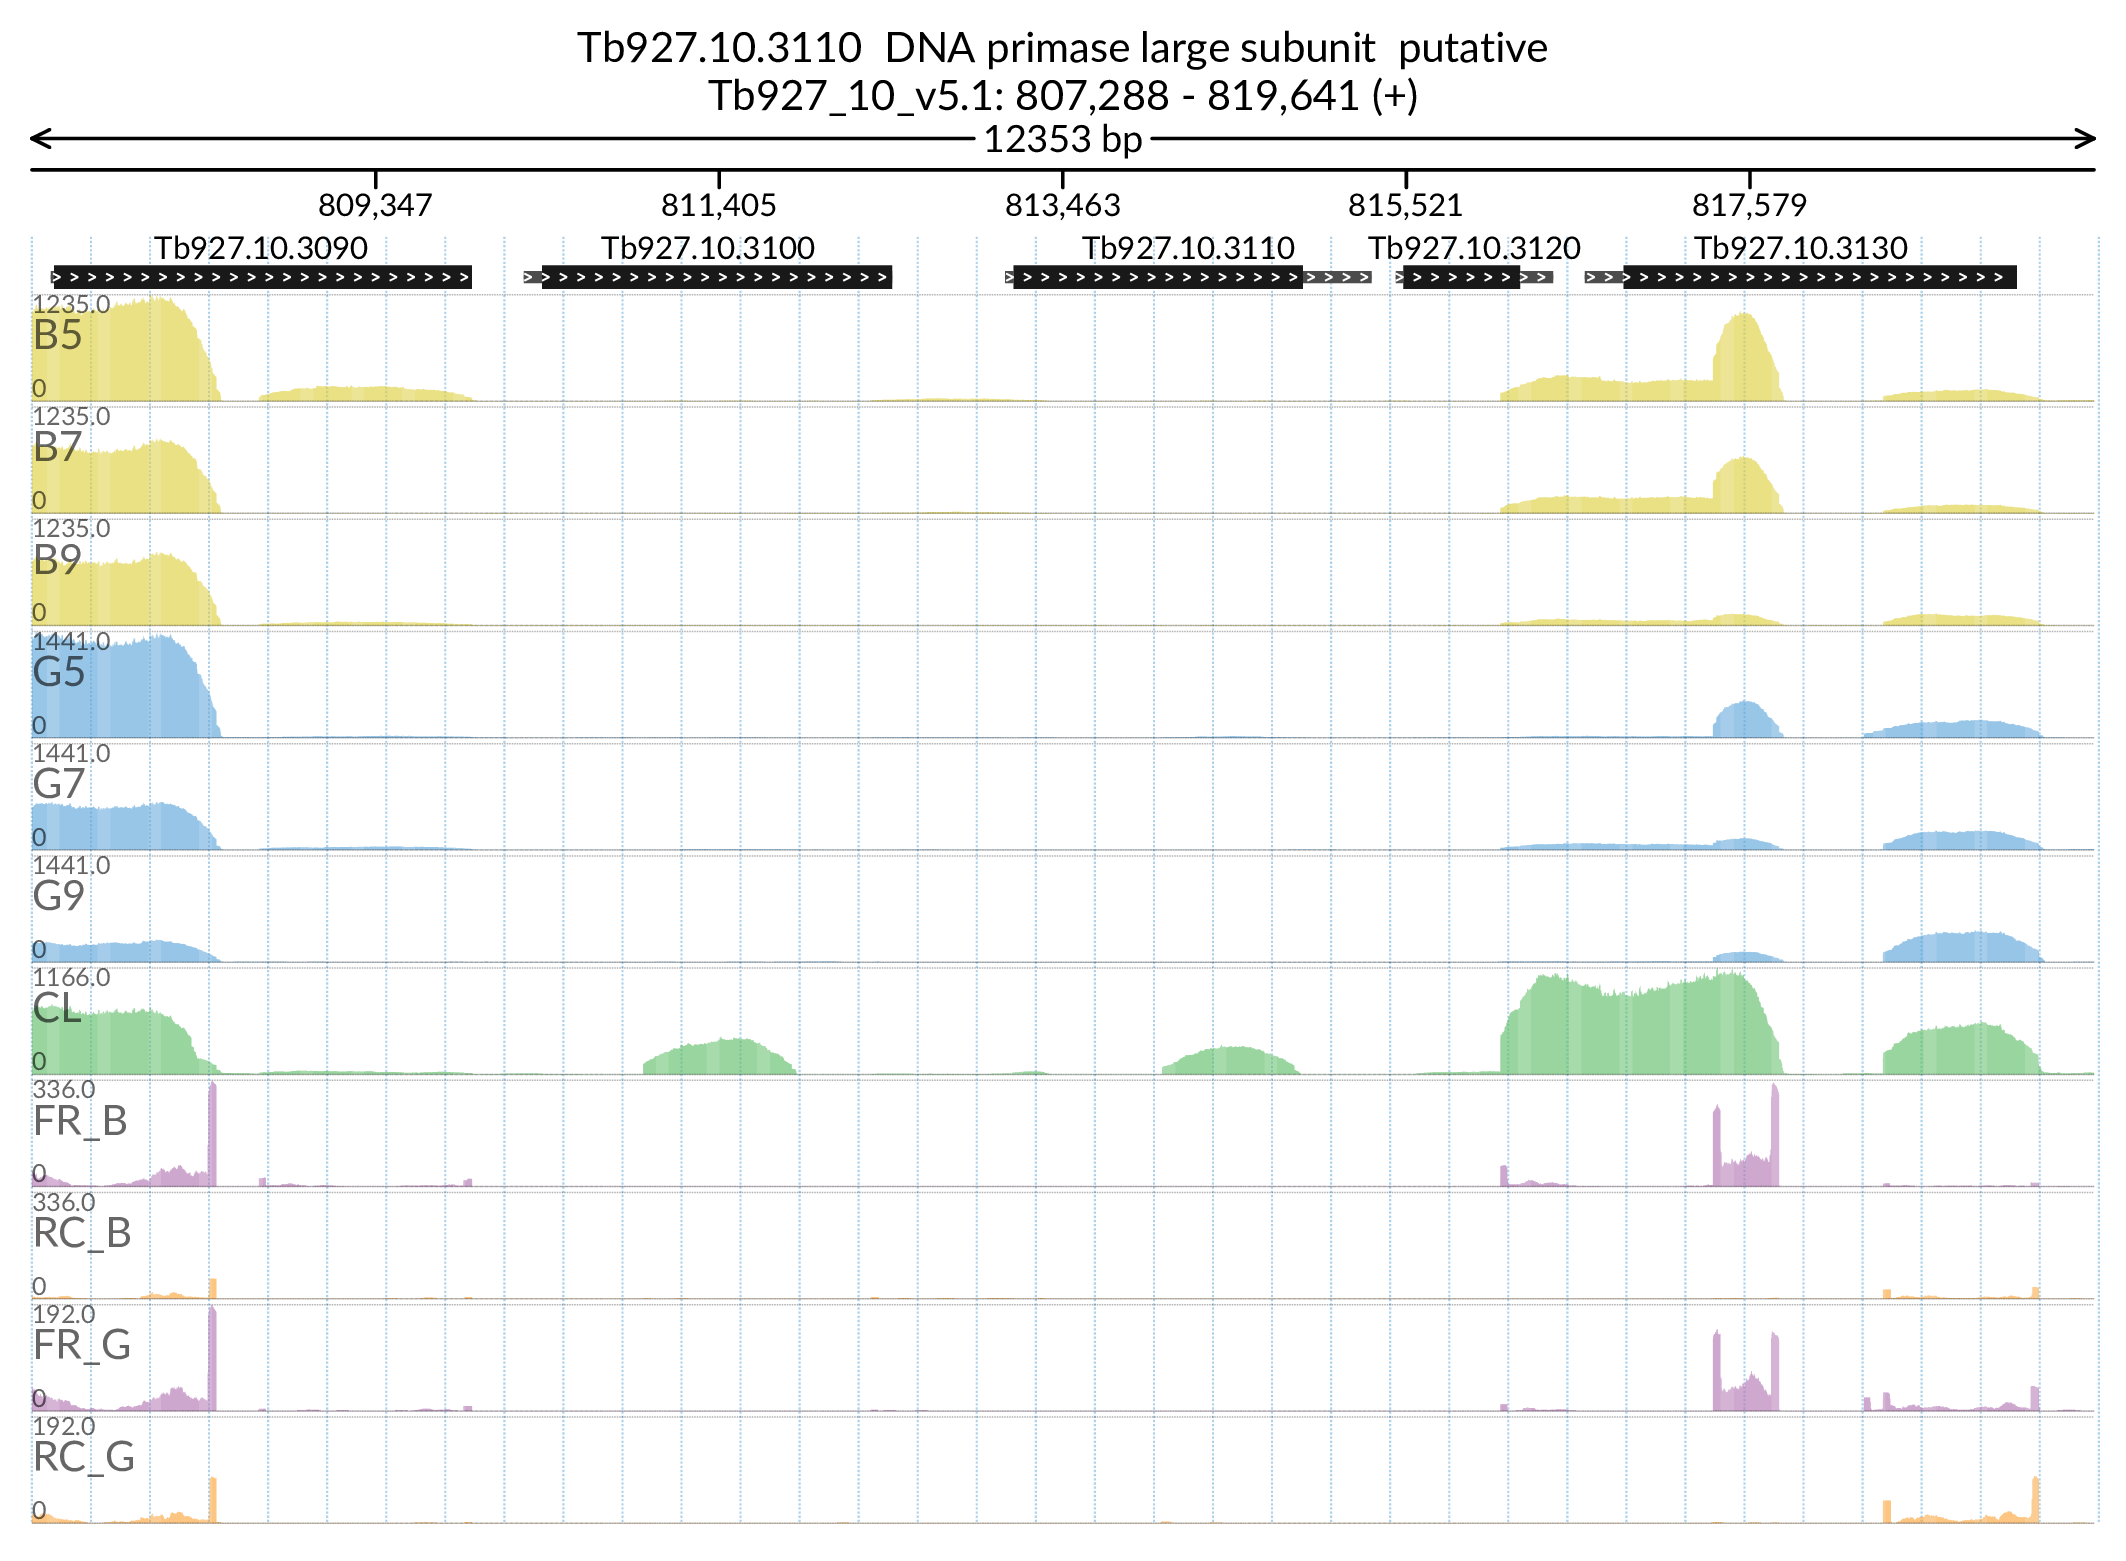 Tb927.10.3110  DNA primase large subunit  putative
Tb927_10_v5.1: 807,288 - 819,641 (+)
12353 bp
809,347 811,405 813,463 815,521 817,579
Tb927.10.3090 Tb927.10.3100 Tb927.10.3110 Tb927.10.3120 Tb927.10.3130
1235.0
B5
0
1235.0
B7
0
1235.0
B9
0
1441.0
G5
0
1441.0
G7
0
1441.0
G9
0
1166.0
CL
0
336.0
FR_B
0
336.0
RC_B
0
192.0
FR_G
0
192.0
RC_G
0